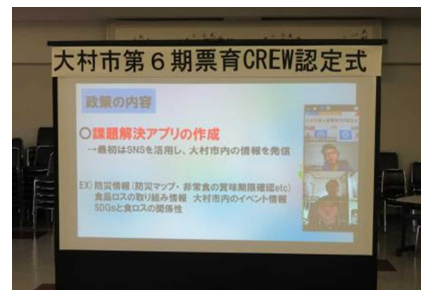 大村市第6期票育CREW認定式
政策の内容
○課題解決アプリの作成
→最初はSNSを活用し、大村市内の情報を発信
EX)防災情報(防災マップ・非常食の賞味期限確認etc)
食品ロスの取り組み情報 大村市内のイベント情報
SDGsと食ロスの関係性